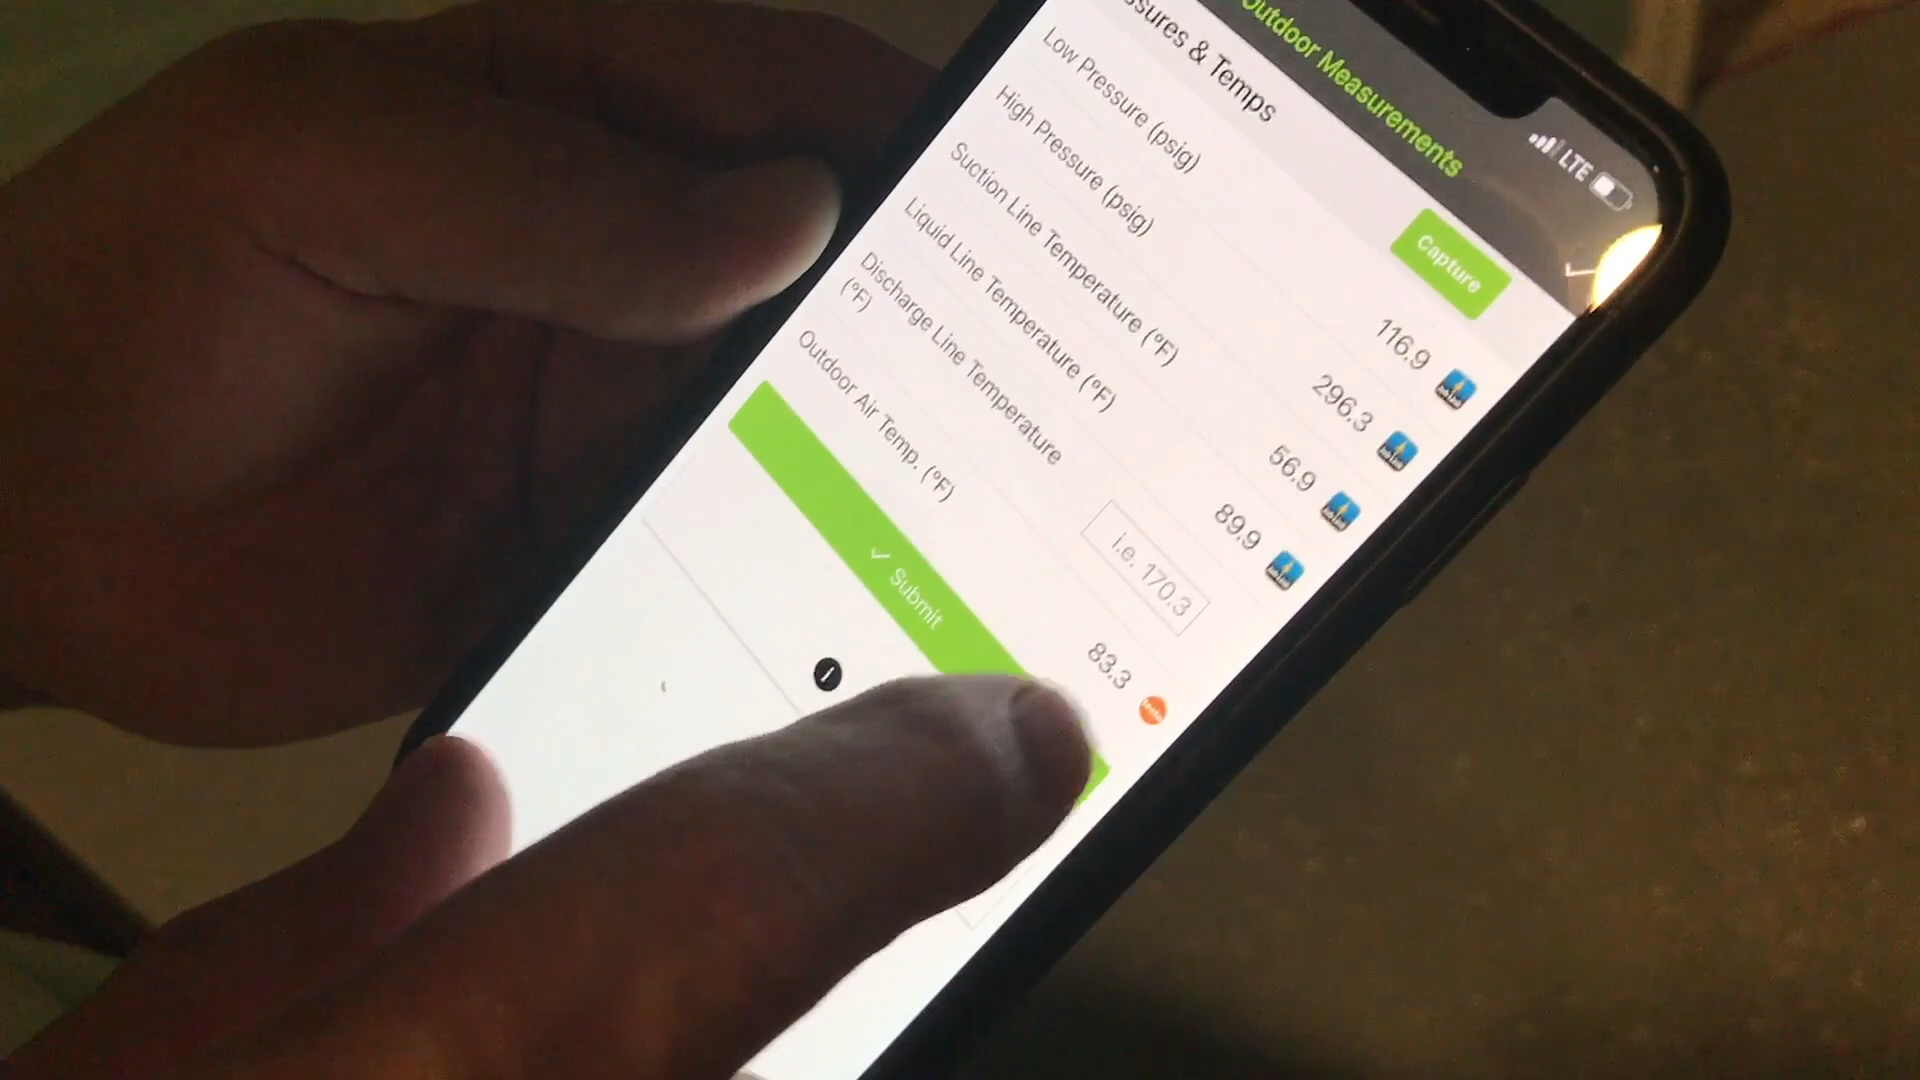 Outdoor Measurements
LTE
& Temps
Capture
Low Pressure (psig)
116.9
High Pressure (psig)
296.3
Suction Line Temperature (°F)
56.9
Liquid Line Temperature (°F)
89.9
Discharge Line Temperature
(°F)
i.e. 170.3
Outdoor Air Temp. (°F)
83.3
testo
✓ Submit